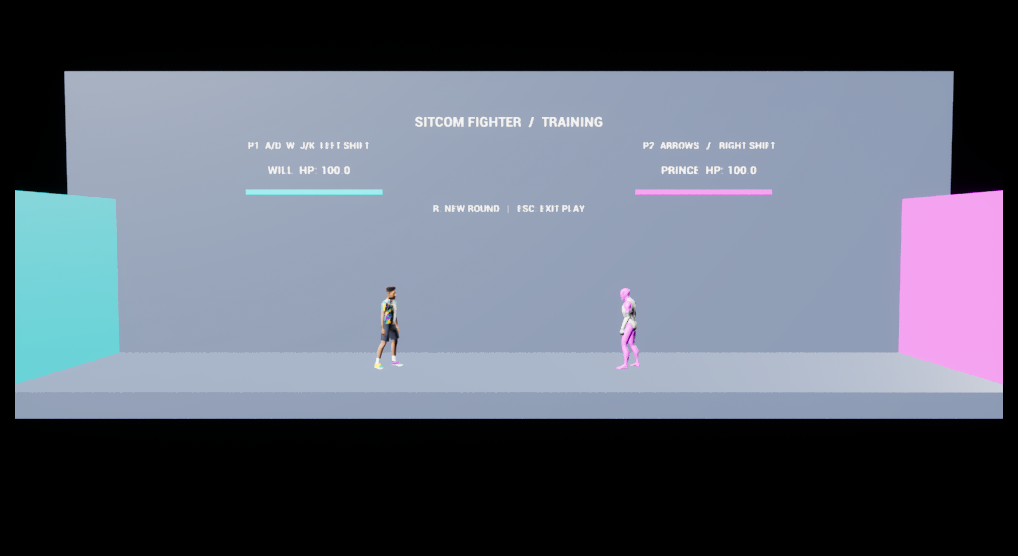 SITCOM FIGHTER / TRAINING
P1 A/D W J/K LEFT SHIFT
P2 ARROWS / RIGHT SHIFT
WILL HP: 100.0
PRINCE HP: 100.0
R NEW ROUND | ESC EXIT PLAY